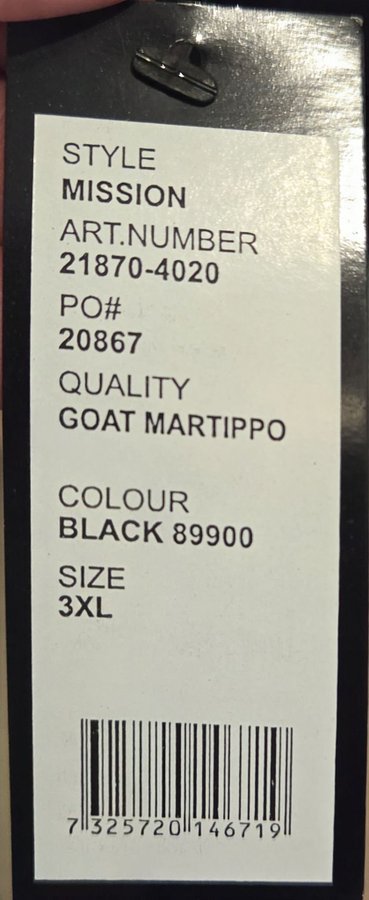 STYLE
MISSION
ART.NUMBER
21870-4020
PO#
20867
QUALITY
GOAT MARTIPPO
COLOUR
BLACK 89900
SIZE
3XL
7 325720 146719